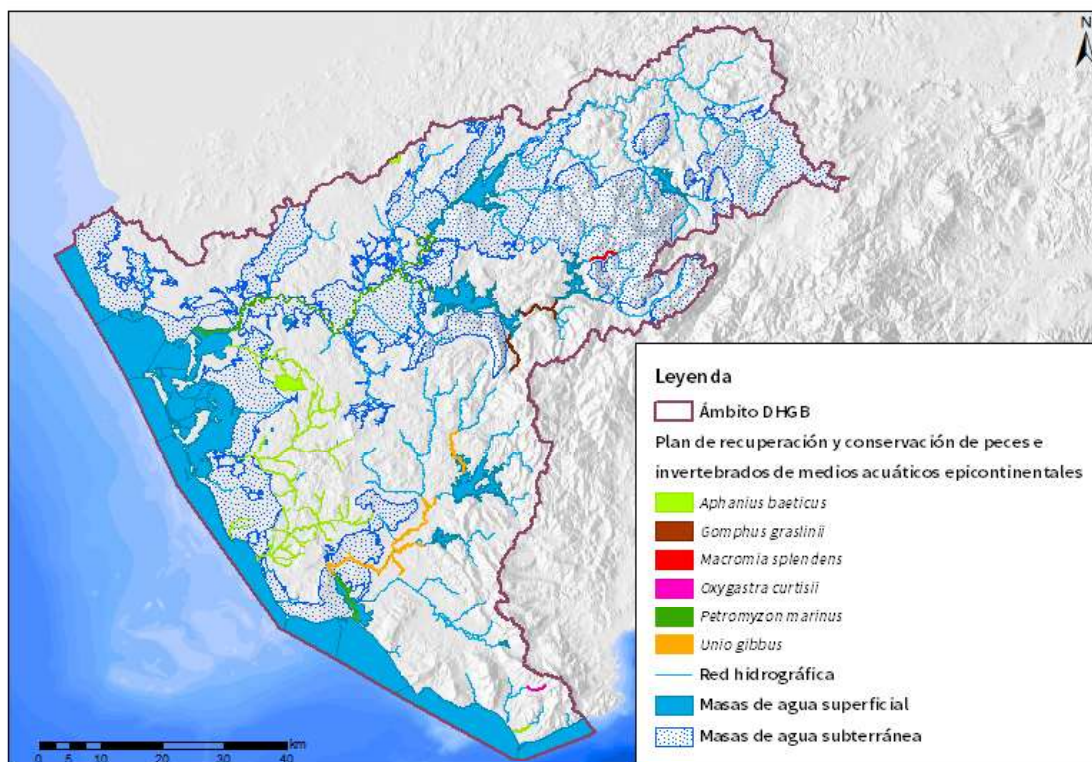 N
Leyenda
Ámbito DHGB
Plan de recuperación y conservación de peces e
invertebrados de medios acuáticos epicontinentales
Aphanius baeticus
Gomphus graslinii
Macromia splendens
Oxygastra curtisii
Petromyzon marinus
Unio gibbus
Red hidrográfica
Masas de agua superficial
Masas de agua subterránea
km
0 5 10 20 30 40